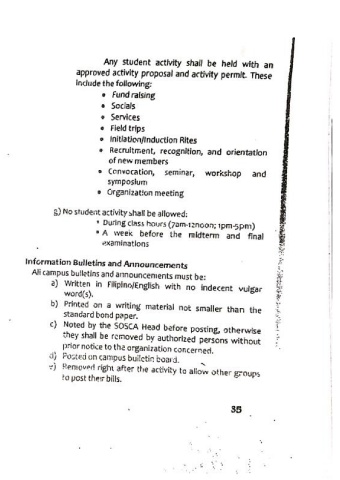 Any student activity shall be held with an
approved activity proposal and activity permit. These
include the following:
• Fund raising
• Socials
• Services
• Field trips
• Initiation/Induction Rites
• Recruitment, recognition, and orientation
of new members
• Convocation, seminar, workshop and
symposium
• Organization meeting
g) No student activity shall be allowed:
* During class hours (7am-12noon; 1pm-5pm)
* A week before the midterm and final
examinations
Information Bulletins and Announcements
All campus bulletins and announcements must be:
a) Written in Filipino/English with no indecent vulgar
word(s).
b) Printed on a writing material not smaller than the
standard bond paper.
c) Noted by the SOSCA Head before posting, otherwise
they shall be removed by authorized persons without
prior notice to the organization concerned.
d) Posted on campus bulletin board.
e) Removed right after the activity to allow other groups
to post their bills.
35